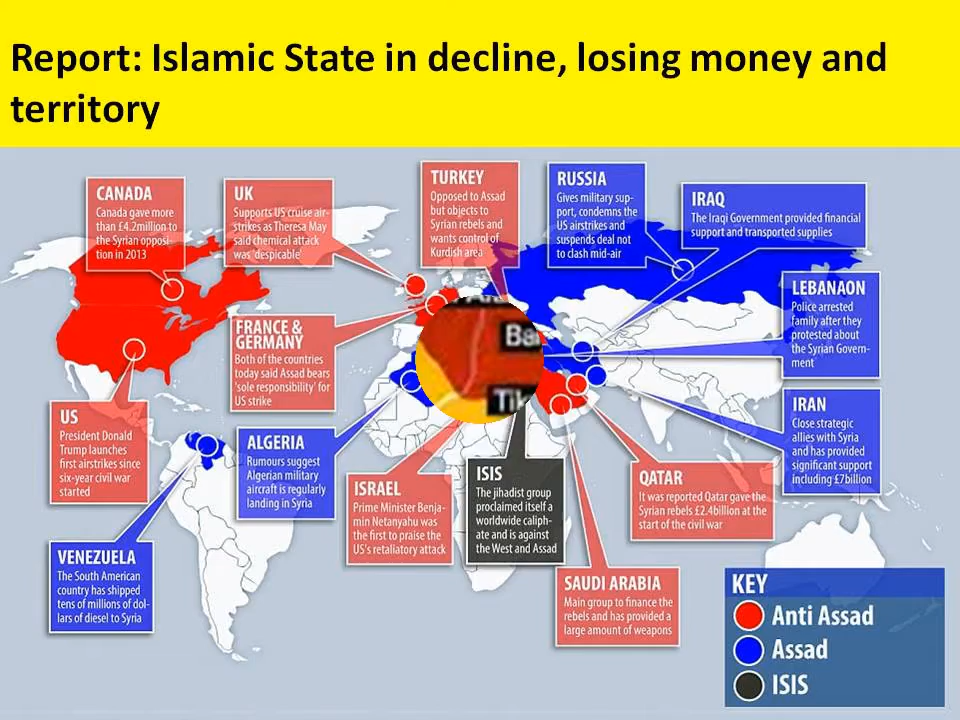 Report: Islamic State in decline, losing money and
territory
CANADA
Canada gave more
than £4.2million to
the Syrian opposi-
tion in 2013
UK
Supports US cruise air-
strikes as Theresa May
said chemical attack
was 'despicable'
TURKEY
Opposed to Assad
but objects to
Syrian rebels and
wants control of
Kurdish area
RUSSIA
Gives military sup-
port, condemns the
US airstrikes and
suspends deal not
to clash mid-air
IRAQ
The Iraqi Government provided financial
support and transported supplies
LEBANAON
Police arrested
family after they
protested about
the Syrian Govern-
ment
FRANCE &
GERMANY
Both of the countries
today said Assad bears
'sole responsibility' for
US strike
US
President Donald
Trump launches
first airstrikes since
six-year civil war
started
ALGERIA
Rumours suggest
Algerian military
aircraft is regularly
landing in Syria
ISRAEL
Prime Minister Benja-
min Netanyahu was
the first to praise the
US's retaliatory attack
ISIS
The jihadist group
proclaimed itself a
worldwide caliph-
ate and is against
the West and Assad
QATAR
It was reported Qatar gave the
Syrian rebels £2.4billion at the
start of the civil war
IRAN
Close strategic
allies with Syria
and has provided
significant support
including £7billion
VENEZUELA
The South American
country has shipped
tens of millions of dol-
lars of diesel to Syria
SAUDI ARABIA
Main group to finance the
rebels and has provided a
large amount of weapons
KEY
Anti Assad
Assad
ISIS